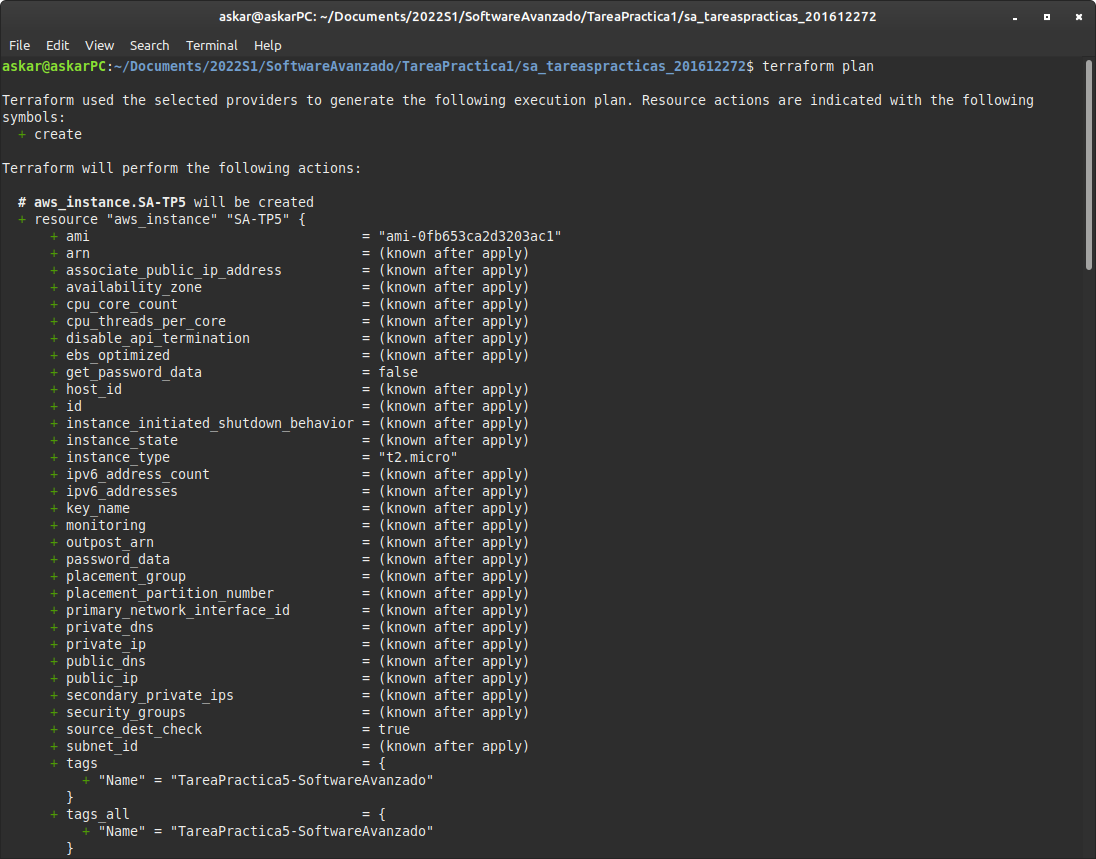 askar@askarPC: ~/Documents/2022S1/SoftwareAvanzado/TareaPractica1/sa_tareaspracticas_201612272
File Edit View Search Terminal Help
askar@askarPC:~/Documents/2022S1/SoftwareAvanzado/TareaPractica1/sa_tareaspracticas_201612272$ terraform plan
Terraform used the selected providers to generate the following execution plan. Resource actions are indicated with the following
symbols:
  + create
Terraform will perform the following actions:
  # aws_instance.SA-TP5 will be created
  + resource "aws_instance" "SA-TP5" {
      + ami                                  = "ami-0fb653ca2d3203ac1"
      + arn                                  = (known after apply)
      + associate_public_ip_address          = (known after apply)
      + availability_zone                    = (known after apply)
      + cpu_core_count                       = (known after apply)
      + cpu_threads_per_core                 = (known after apply)
      + disable_api_termination              = (known after apply)
      + ebs_optimized                        = (known after apply)
      + get_password_data                    = false
      + host_id                              = (known after apply)
      + id                                   = (known after apply)
      + instance_initiated_shutdown_behavior = (known after apply)
      + instance_state                       = (known after apply)
      + instance_type                        = "t2.micro"
      + ipv6_address_count                   = (known after apply)
      + ipv6_addresses                       = (known after apply)
      + key_name                             = (known after apply)
      + monitoring                           = (known after apply)
      + outpost_arn                          = (known after apply)
      + password_data                        = (known after apply)
      + placement_group                      = (known after apply)
      + placement_partition_number           = (known after apply)
      + primary_network_interface_id         = (known after apply)
      + private_dns                          = (known after apply)
      + private_ip                           = (known after apply)
      + public_dns                           = (known after apply)
      + public_ip                            = (known after apply)
      + secondary_private_ips                = (known after apply)
      + security_groups                      = (known after apply)
      + source_dest_check                    = true
      + subnet_id                            = (known after apply)
      + tags                                 = {
          + "Name" = "TareaPractica5-SoftwareAvanzado"
        }
      + tags_all                             = {
          + "Name" = "TareaPractica5-SoftwareAvanzado"
        }